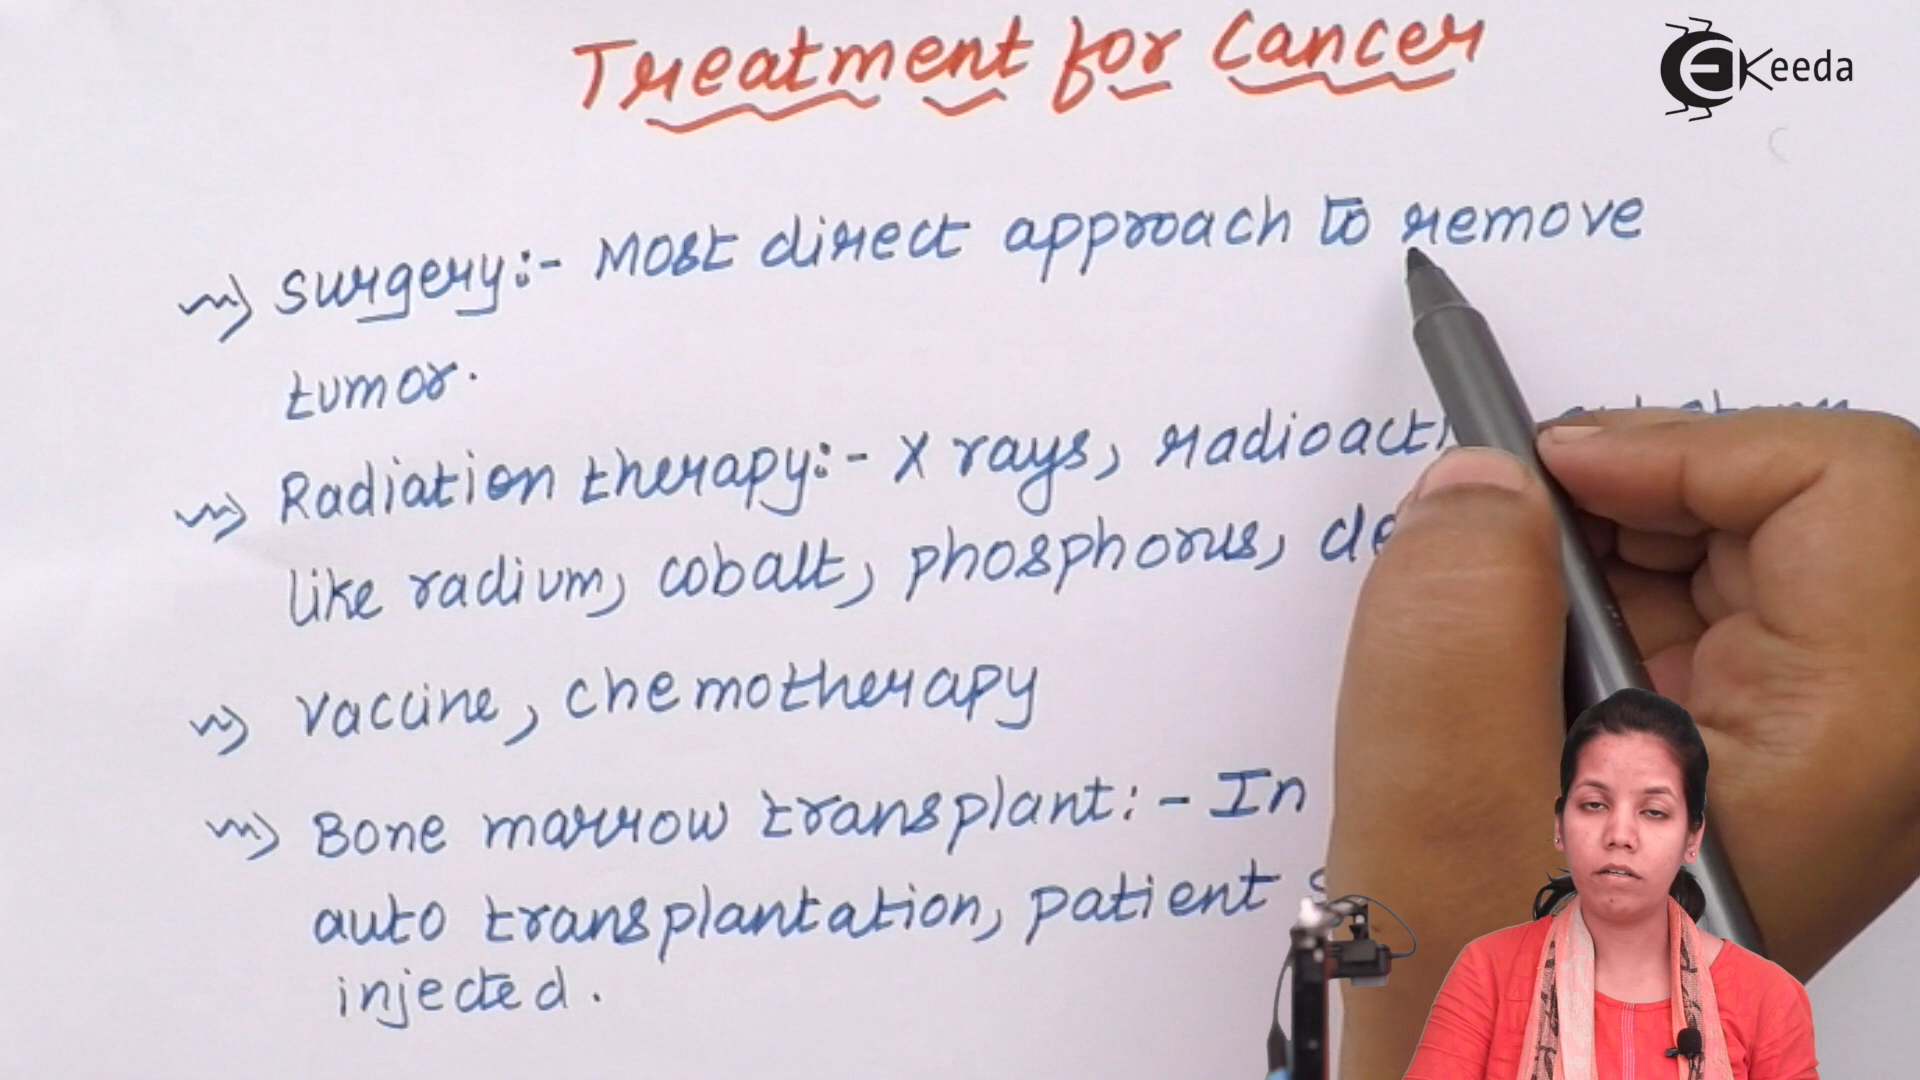 Treatment for Cancer
EKeeda
surgery:- Most direct approach to remove
tumor.
Radiation therapy:- X rays,
like radium, cobalt, phosphorus,
vaccine, chemotherapy
Bone marrow transplant:- In
auto transplantation, patient
injected.